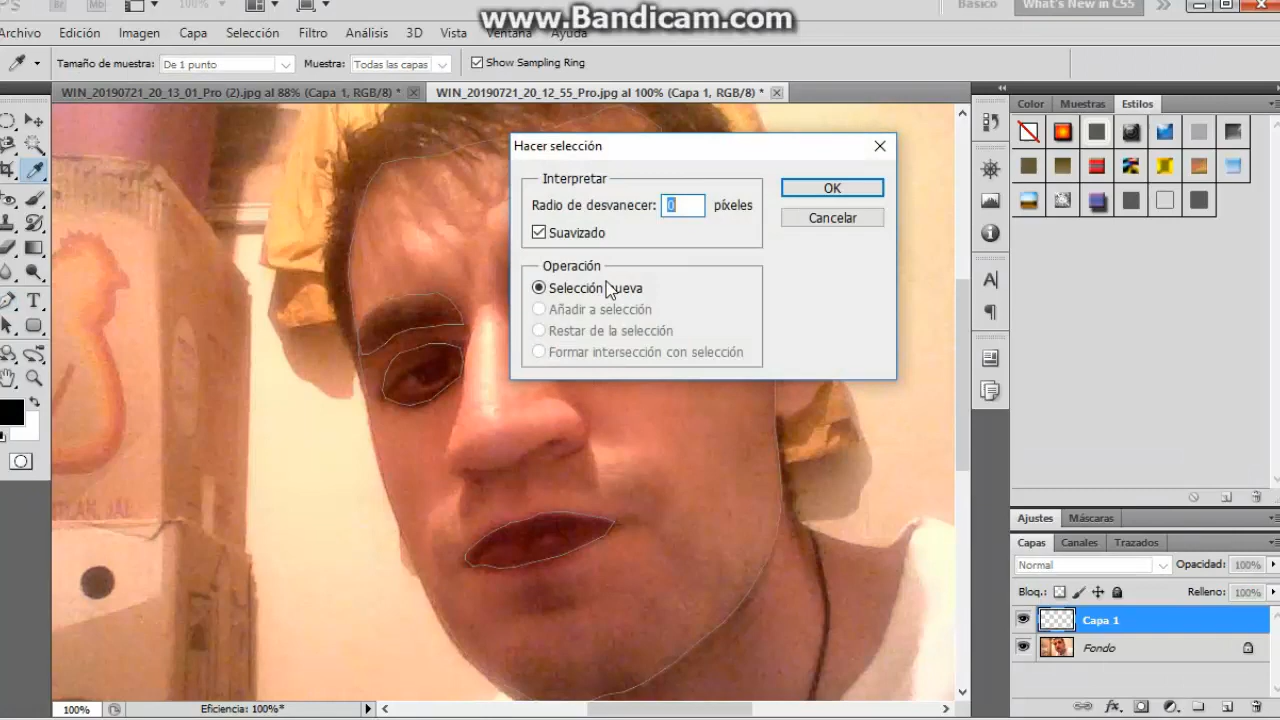 www.Bandicam.com
PS Br Mb 100% Básico What's New in CS5
Archivo Edición Imagen Capa Selección Filtro Análisis 3D Vista Ventana Ayuda
Tamaño de muestra: De 1 punto Muestra: Todas las capas Show Sampling Ring
WIN_20190721_20_13_01_Pro (2).jpg al 88% (Capa 1, RGB/8) * WIN_20190721_20_12_55_Pro.jpg al 100% (Capa 1, RGB/8) *
Color Muestras Estilos
Hacer selección
Interpretar
OK
Radio de desvanecer: 0 píxeles
Cancelar
Suavizado
Operación
Selección nueva
Añadir a selección
Restar de la selección
Formar intersección con selección
Ajustes Máscaras
Capas Canales Trazados
Normal Opacidad: 100%
Bloq.: Relleno: 100%
Capa 1
Fondo
100% Eficiencia: 100%*